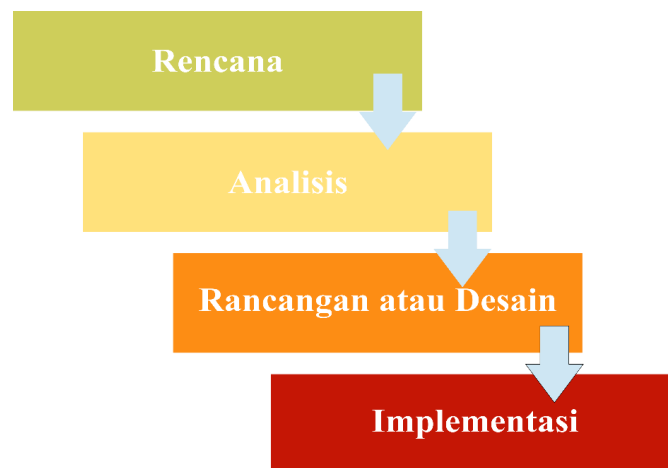 Rencana
Analisis
Rancangan atau Desain
Implementasi